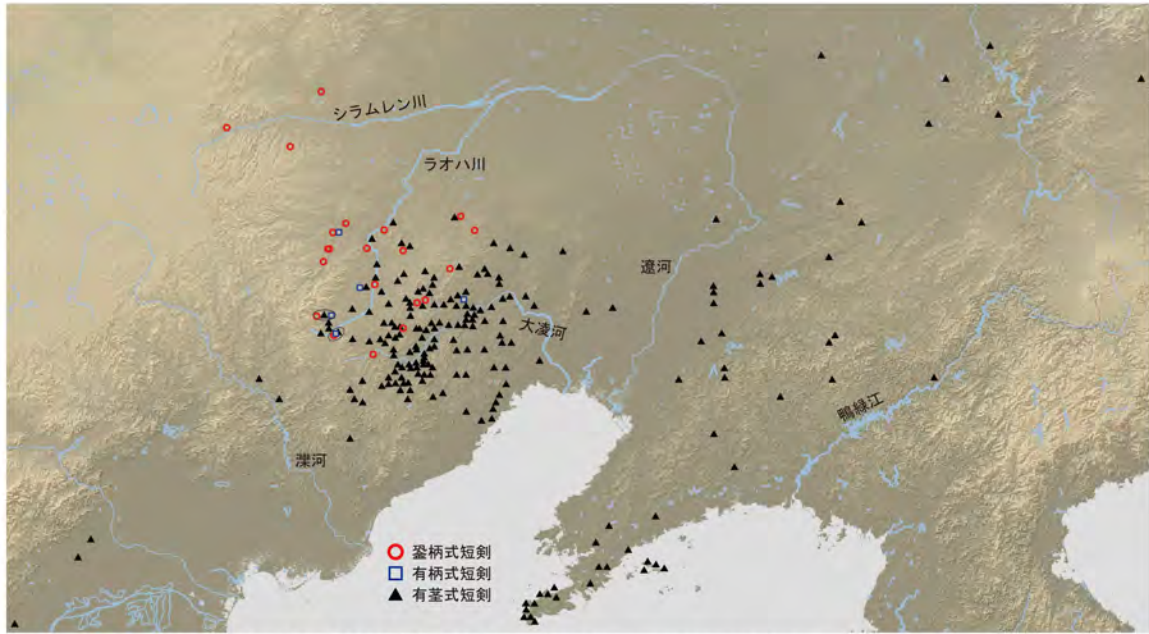 シラムレン川
ラオハ川
遼河
大凌河
鴨緑江
灤河
銎柄式短剣
有柄式短剣
有茎式短剣